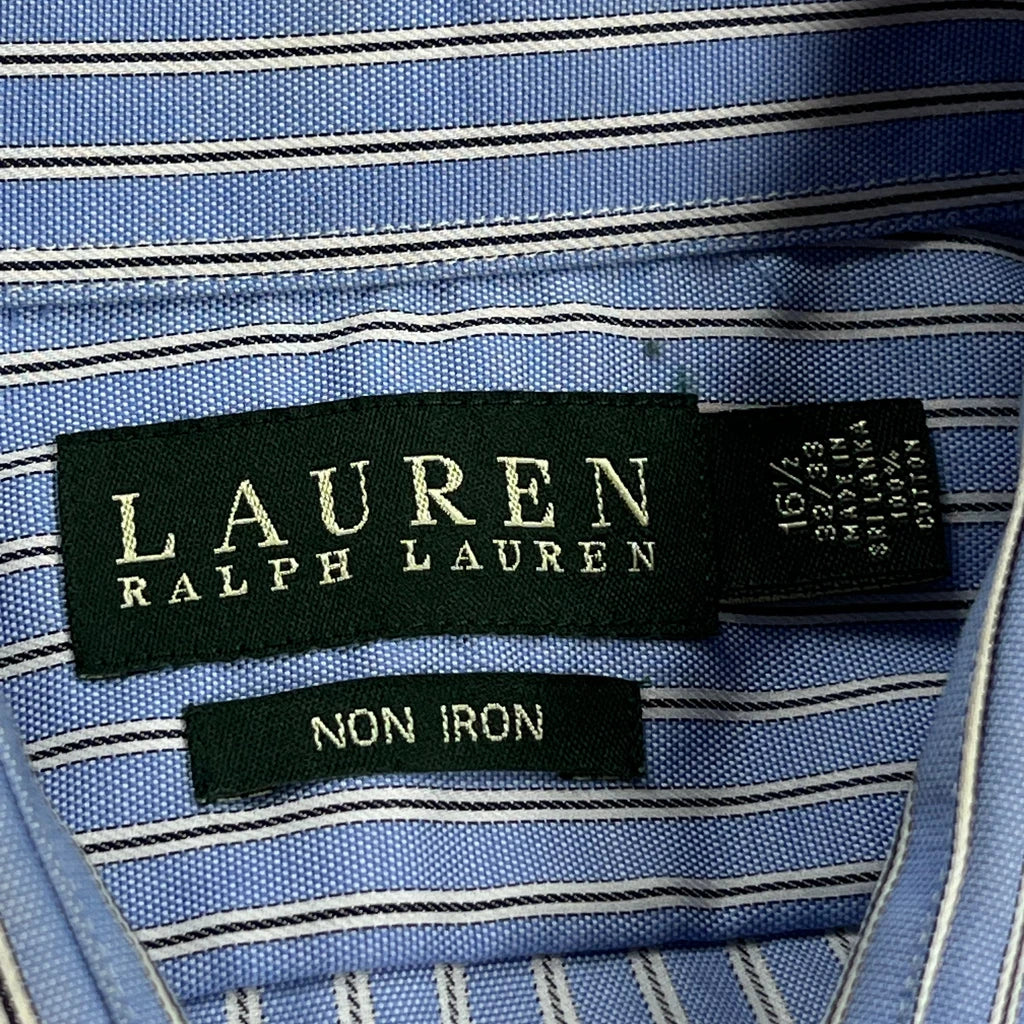 LAUREN
RALPH LAUREN
NON IRON
16½
32/33
MADE IN
SRI LANKA
100%
COTTON